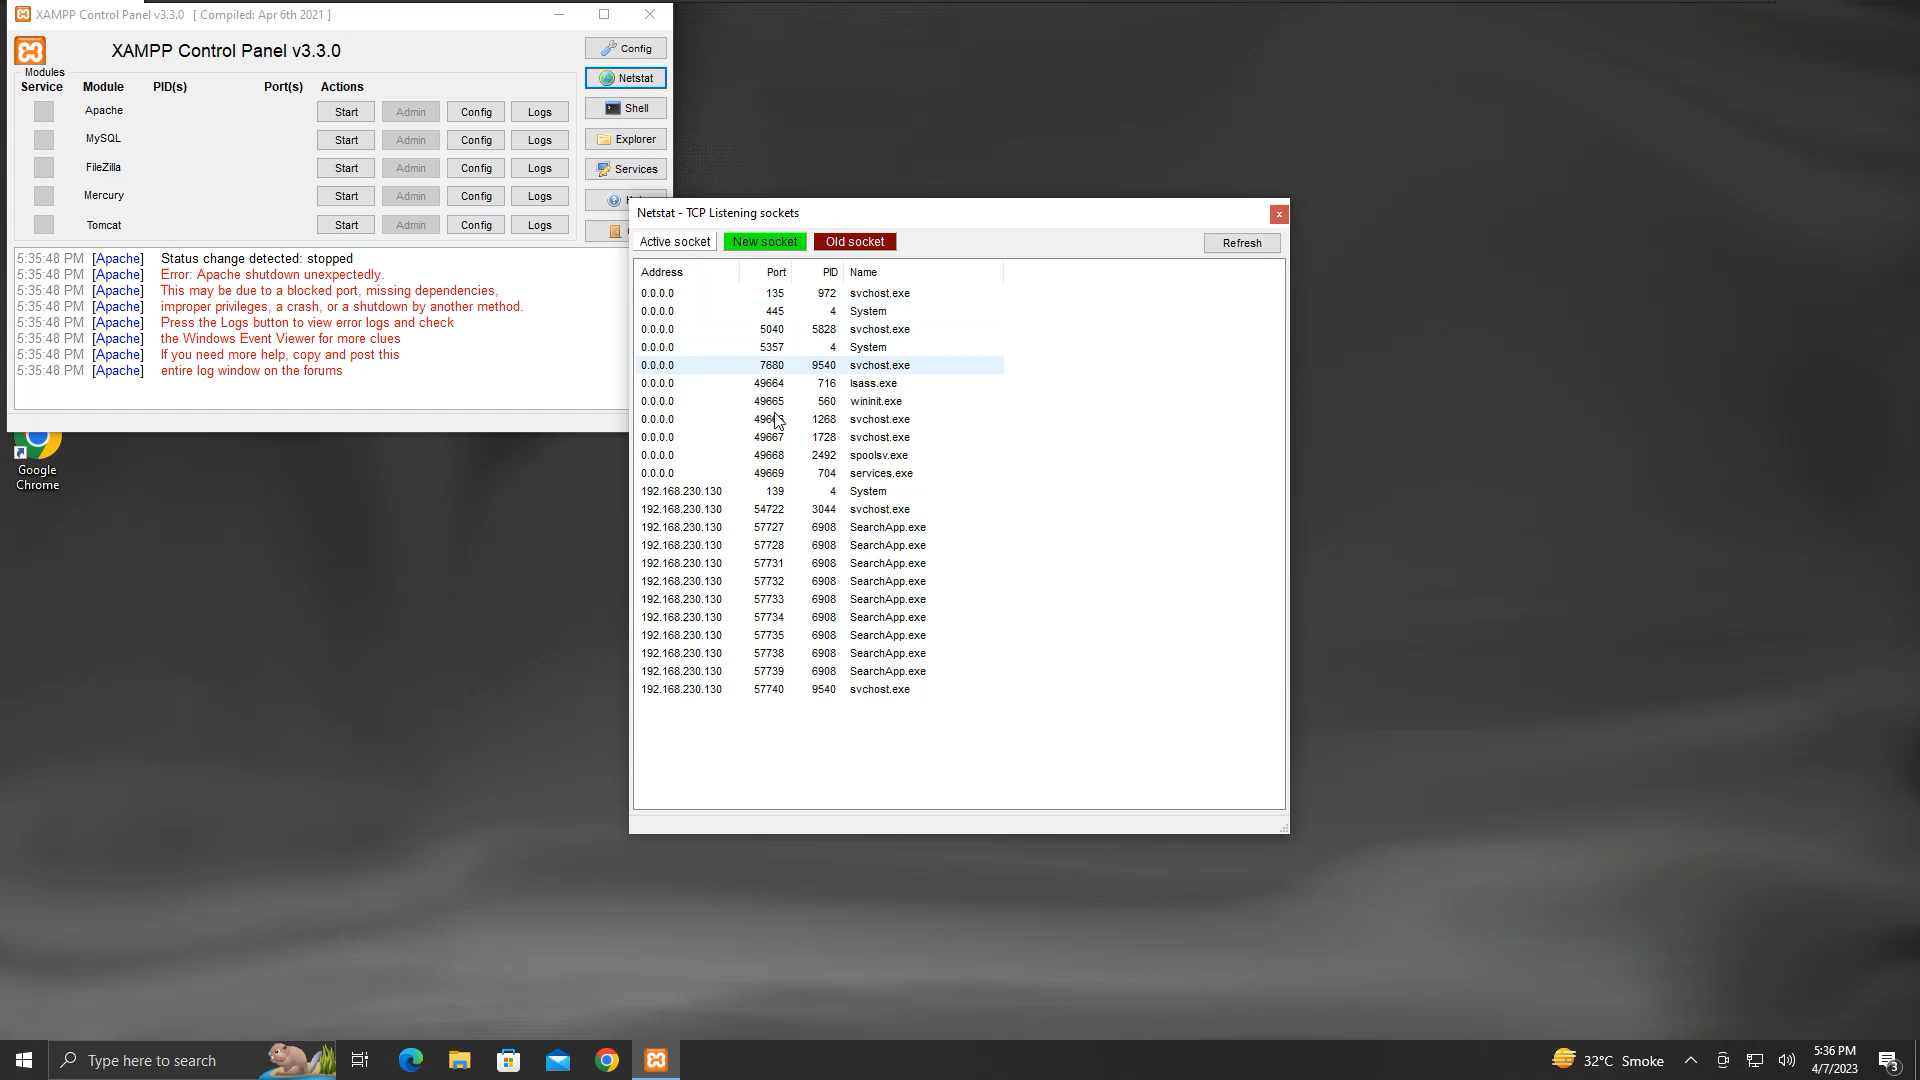 XAMPP Control Panel v3.3.0 [ Compiled: Apr 6th 2021 ]
XAMPP Control Panel v3.3.0
Config
Modules
Service Module PID(s) Port(s) Actions
Netstat
Apache Start Admin Config Logs
Shell
MySQL Start Admin Config Logs
Explorer
FileZilla Start Admin Config Logs
Services
Mercury Start Admin Config Logs
Tomcat Start Admin Config Logs
5:35:48 PM [Apache] Status change detected: stopped
5:35:48 PM [Apache] Error: Apache shutdown unexpectedly.
5:35:48 PM [Apache] This may be due to a blocked port, missing dependencies,
5:35:48 PM [Apache] improper privileges, a crash, or a shutdown by another method.
5:35:48 PM [Apache] Press the Logs button to view error logs and check
5:35:48 PM [Apache] the Windows Event Viewer for more clues
5:35:48 PM [Apache] If you need more help, copy and post this
5:35:48 PM [Apache] entire log window on the forums
Google
Chrome
Netstat - TCP Listening sockets
x
Active socket New socket Old socket Refresh
Address Port PID Name
0.0.0.0 135 972 svchost.exe
0.0.0.0 445 4 System
0.0.0.0 5040 5828 svchost.exe
0.0.0.0 5357 4 System
0.0.0.0 7680 9540 svchost.exe
0.0.0.0 49664 716 lsass.exe
0.0.0.0 49665 560 wininit.exe
0.0.0.0 1268 svchost.exe
0.0.0.0 49667 1728 svchost.exe
0.0.0.0 49668 2492 spoolsv.exe
0.0.0.0 49669 704 services.exe
192.168.230.130 139 4 System
192.168.230.130 54722 3044 svchost.exe
192.168.230.130 57727 6908 SearchApp.exe
192.168.230.130 57728 6908 SearchApp.exe
192.168.230.130 57731 6908 SearchApp.exe
192.168.230.130 57732 6908 SearchApp.exe
192.168.230.130 57733 6908 SearchApp.exe
192.168.230.130 57734 6908 SearchApp.exe
192.168.230.130 57735 6908 SearchApp.exe
192.168.230.130 57738 6908 SearchApp.exe
192.168.230.130 57739 6908 SearchApp.exe
192.168.230.130 57740 9540 svchost.exe
Type here to search
32°C Smoke
5:36 PM
4/7/2023
3